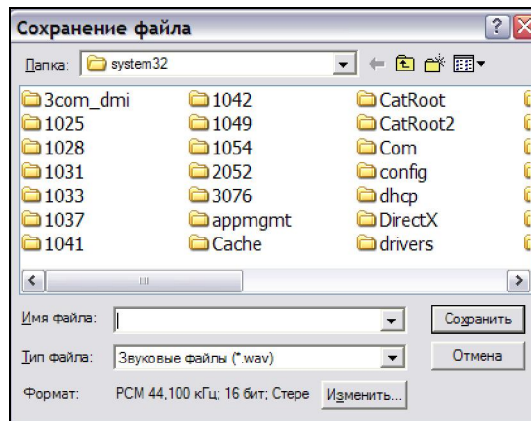 Сохранение файла
Папка: system32
3com_dmi 1042 CatRoot
1025 1049 CatRoot2
1028 1054 Com
1031 2052 config
1033 3076 dhcp
1037 appmgmt DirectX
1041 Cache drivers
Имя файла: Сохранить
Тип файла: Звуковые файлы (*.wav) Отмена
Формат: PCM 44,100 кГц; 16 бит; Стере Изменить...